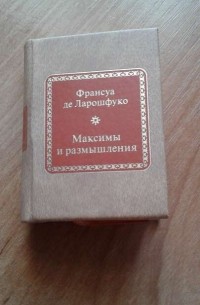 Франсуа
де Ларошфуко
Максимы
и размышления